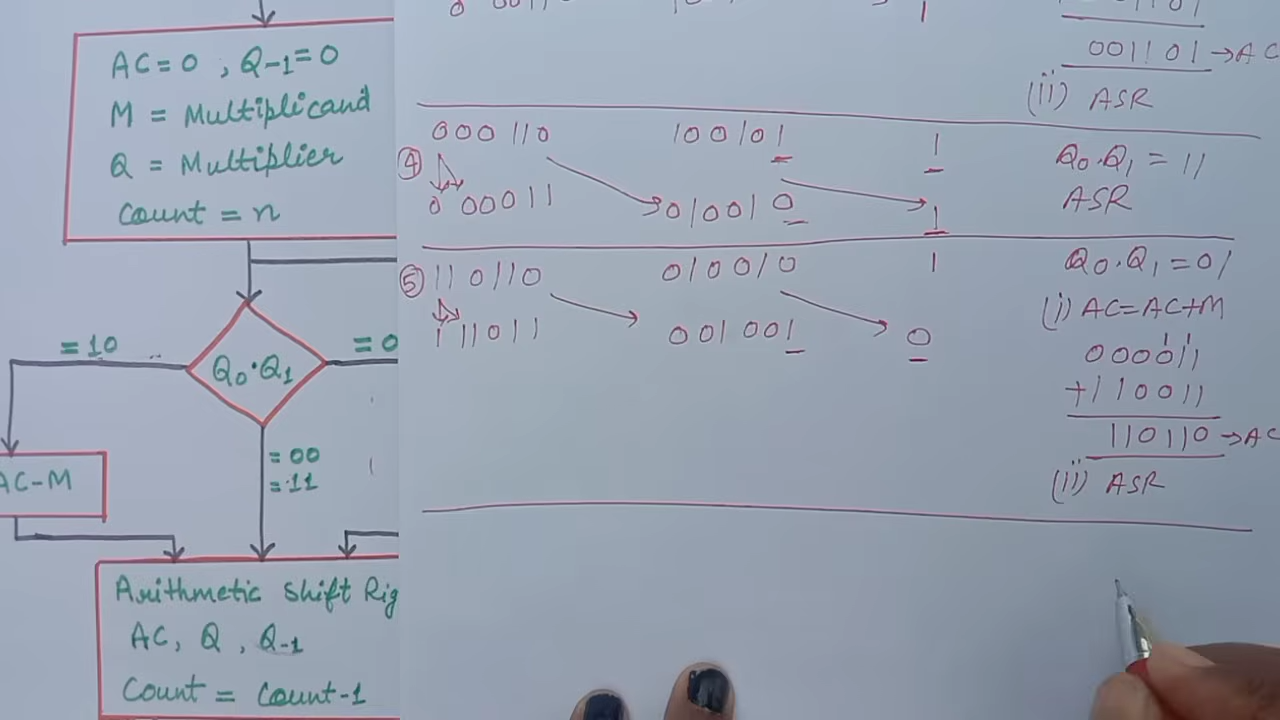 AC = 0 , Q-1 = 0
M = Multiplicand
Q = Multiplier
Count = n
= 10
Q0·Q1
= 0
= 00
= 11
AC-M
Arithmetic Shift Rig
AC, Q, Q-1
Count = Count-1
001101 → AC
(ii) ASR
④ 000110 100101 1 Q0·Q1 = 11
000011 010010 1 ASR
⑤ 110110 010010 1 Q0·Q1 = 01
111011 001001 0 (i) AC=AC+M
000011
+110011
110110 → AC
(ii) ASR